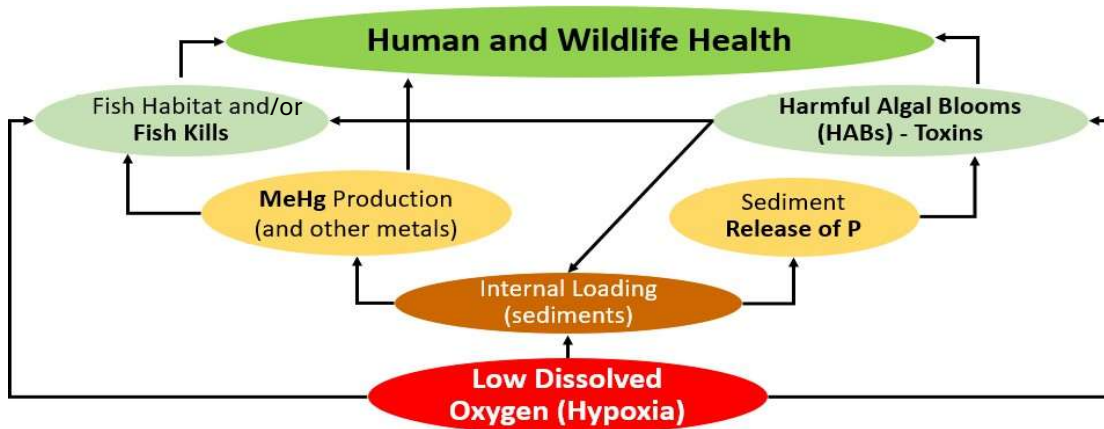 Human and Wildlife Health
Fish Habitat and/or
Fish Kills
Harmful Algal Blooms
(HABs) - Toxins
MeHg Production
(and other metals)
Sediment
Release of P
Internal Loading
(sediments)
Low Dissolved
Oxygen (Hypoxia)